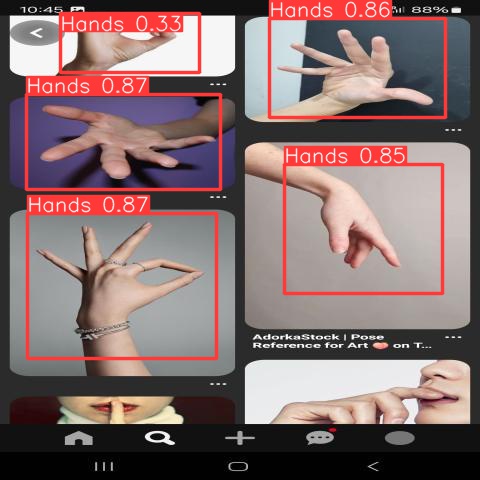 10:45
88%
Hands 0.33
Hands 0.86
Hands 0.87
Hands 0.85
Hands 0.87
AdorkaStock | Pose
Reference for Art 🥰 on T...